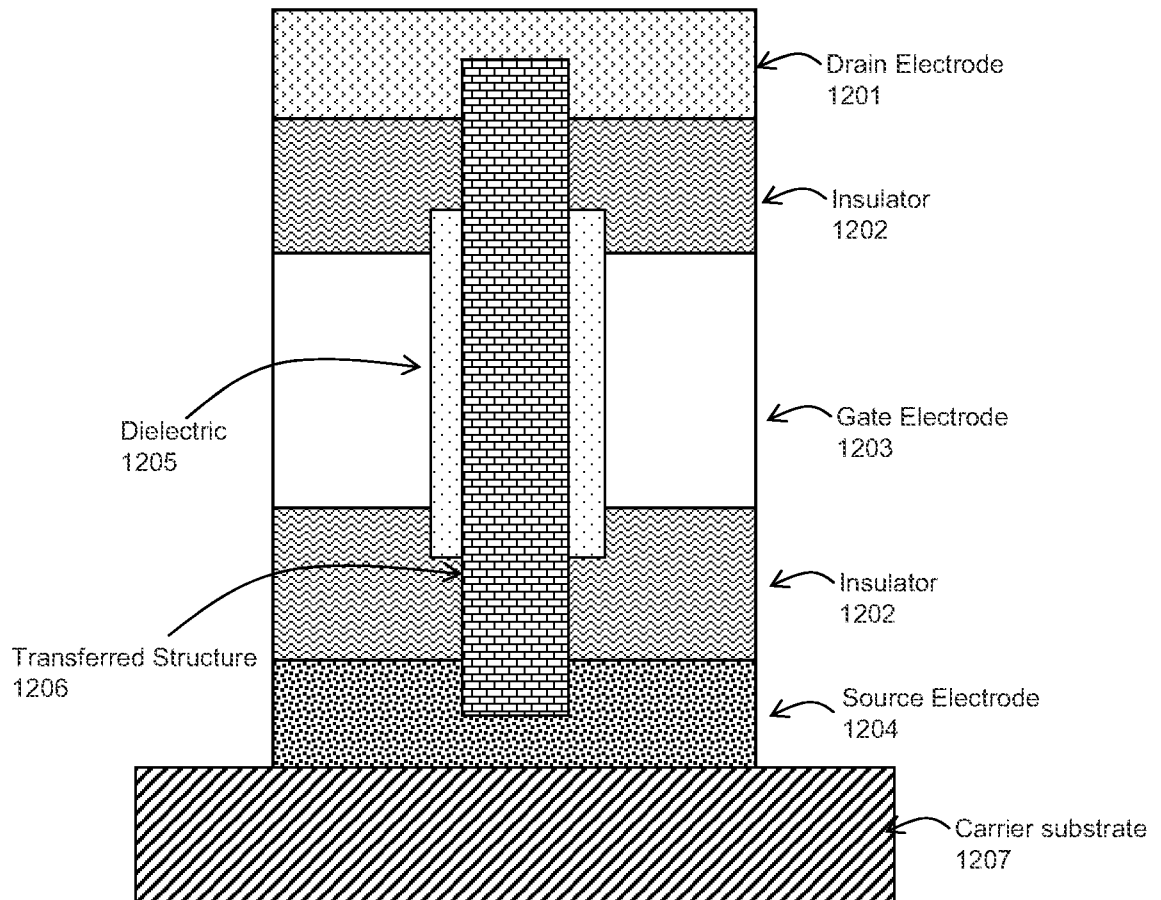 Drain Electrode
1201
Insulator
1202
Dielectric
1205
Gate Electrode
1203
Insulator
1202
Transferred Structure
1206
Source Electrode
1204
Carrier substrate
1207